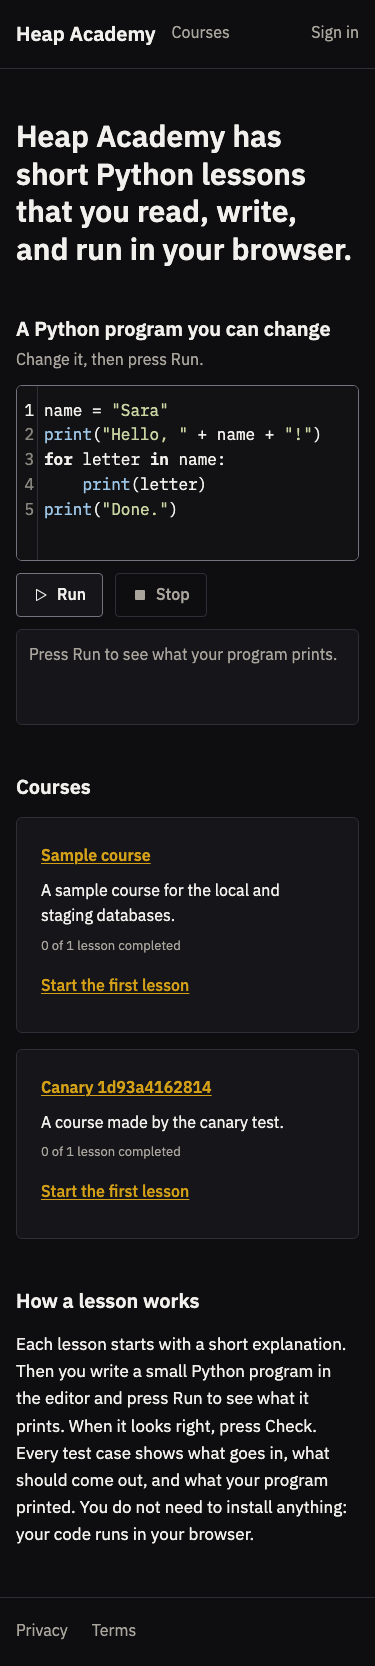 Heap Academy Courses Sign in
Heap Academy has
short Python lessons
that you read, write,
and run in your browser.
A Python program you can change
Change it, then press Run.
1 name = "Sara"
2 print("Hello, " + name + "!")
3 for letter in name:
4     print(letter)
5 print("Done.")
Run Stop
Press Run to see what your program prints.
Courses
Sample course
A sample course for the local and
staging databases.
0 of 1 lesson completed
Start the first lesson
Canary 1d93a4162814
A course made by the canary test.
0 of 1 lesson completed
Start the first lesson
How a lesson works
Each lesson starts with a short explanation.
Then you write a small Python program in
the editor and press Run to see what it
prints. When it looks right, press Check.
Every test case shows what goes in, what
should come out, and what your program
printed. You do not need to install anything:
your code runs in your browser.
Privacy Terms